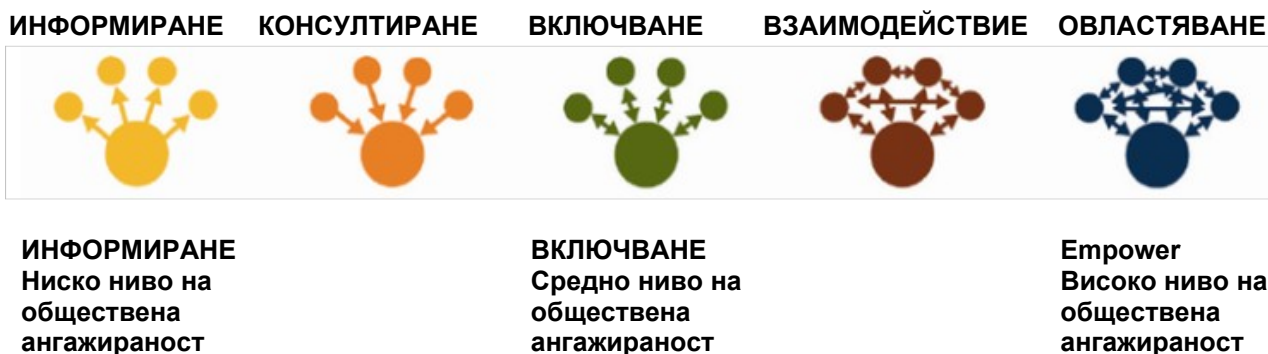 ИНФОРМИРАНЕ КОНСУЛТИРАНЕ ВКЛЮЧВАНЕ ВЗАИМОДЕЙСТВИЕ ОВЛАСТЯВАНЕ
ИНФОРМИРАНЕ
Ниско ниво на
обществена
ангажираност
ВКЛЮЧВАНЕ
Средно ниво на
обществена
ангажираност
Empower
Високо ниво на
обществена
ангажираност